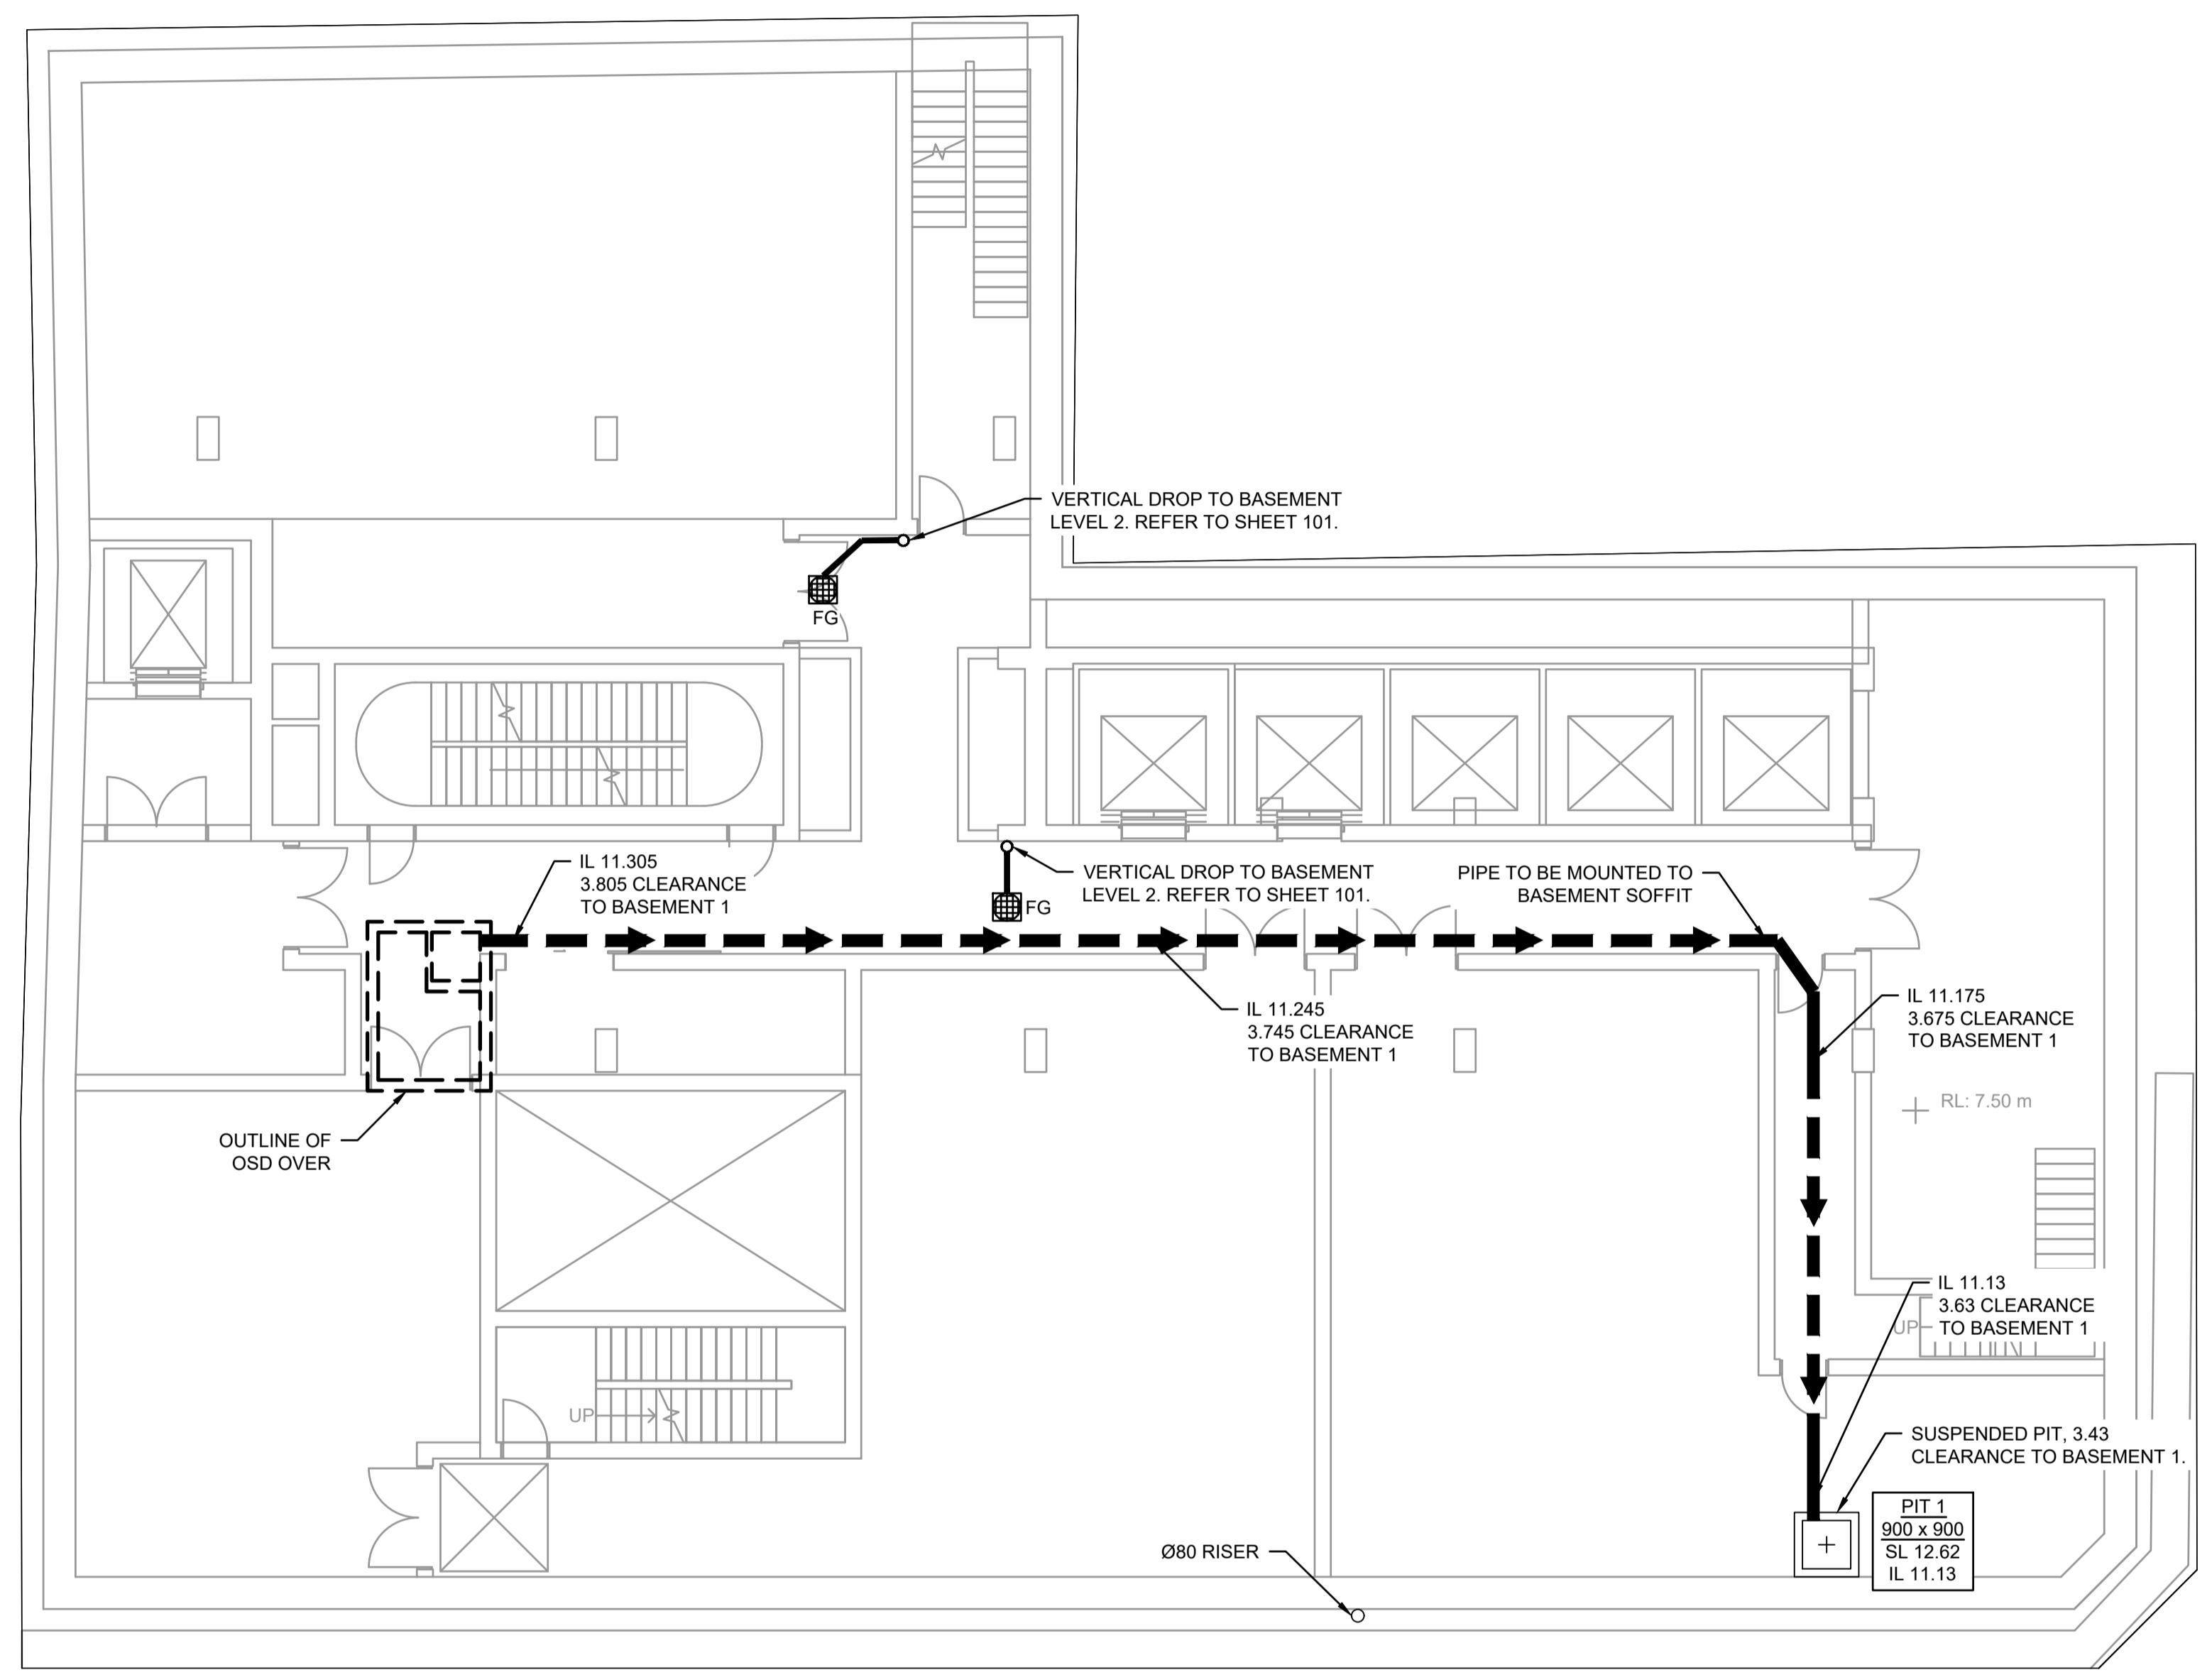 VERTICAL DROP TO BASEMENT
LEVEL 2. REFER TO SHEET 101.
FG
IL 11.305
3.805 CLEARANCE
TO BASEMENT 1
VERTICAL DROP TO BASEMENT
LEVEL 2. REFER TO SHEET 101.
FG
PIPE TO BE MOUNTED TO
BASEMENT SOFFIT
IL 11.245
3.745 CLEARANCE
TO BASEMENT 1
IL 11.175
3.675 CLEARANCE
TO BASEMENT 1
RL: 7.50 m
OUTLINE OF
OSD OVER
IL 11.13
3.63 CLEARANCE
TO BASEMENT 1
UP
UP
SUSPENDED PIT, 3.43
CLEARANCE TO BASEMENT 1.
PIT 1
900 x 900
SL 12.62
IL 11.13
Ø80 RISER